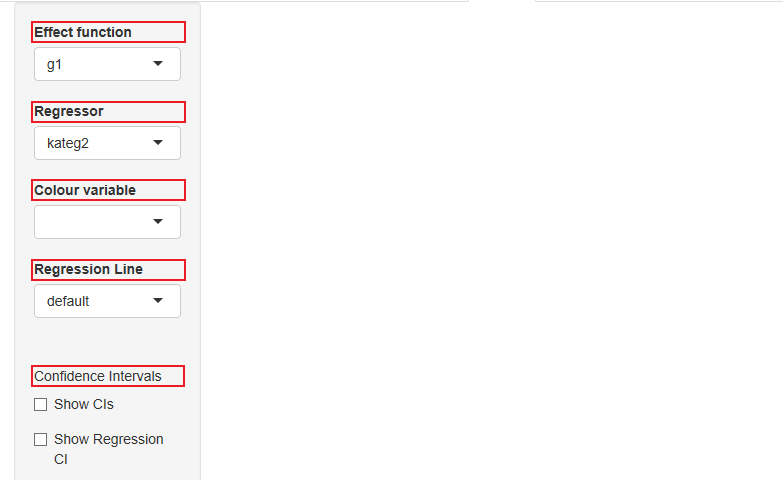 Effect function
g1
Regressor
kateg2
Colour variable
Regression Line
default
Confidence Intervals
Show CIs
Show Regression
CI